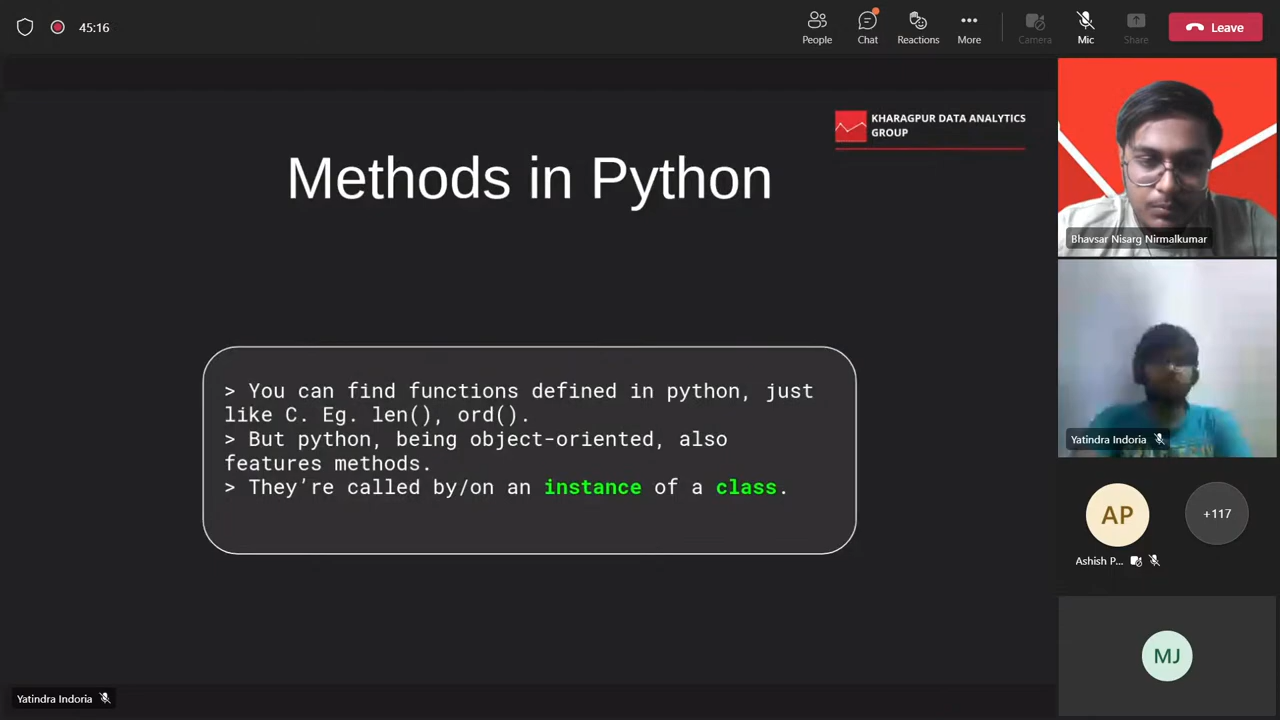 45:16
People
Chat
Reactions
More
Camera
Mic
Share
Leave
KHARAGPUR DATA ANALYTICS
GROUP
Methods in Python
> You can find functions defined in python, just
like C. Eg. len(), ord().
> But python, being object-oriented, also
features methods.
> They’re called by/on an instance of a class.
Bhavsar Nisarg Nirmalkumar
Yatindra Indoria
AP
+117
Ashish P...
MJ
Yatindra Indoria